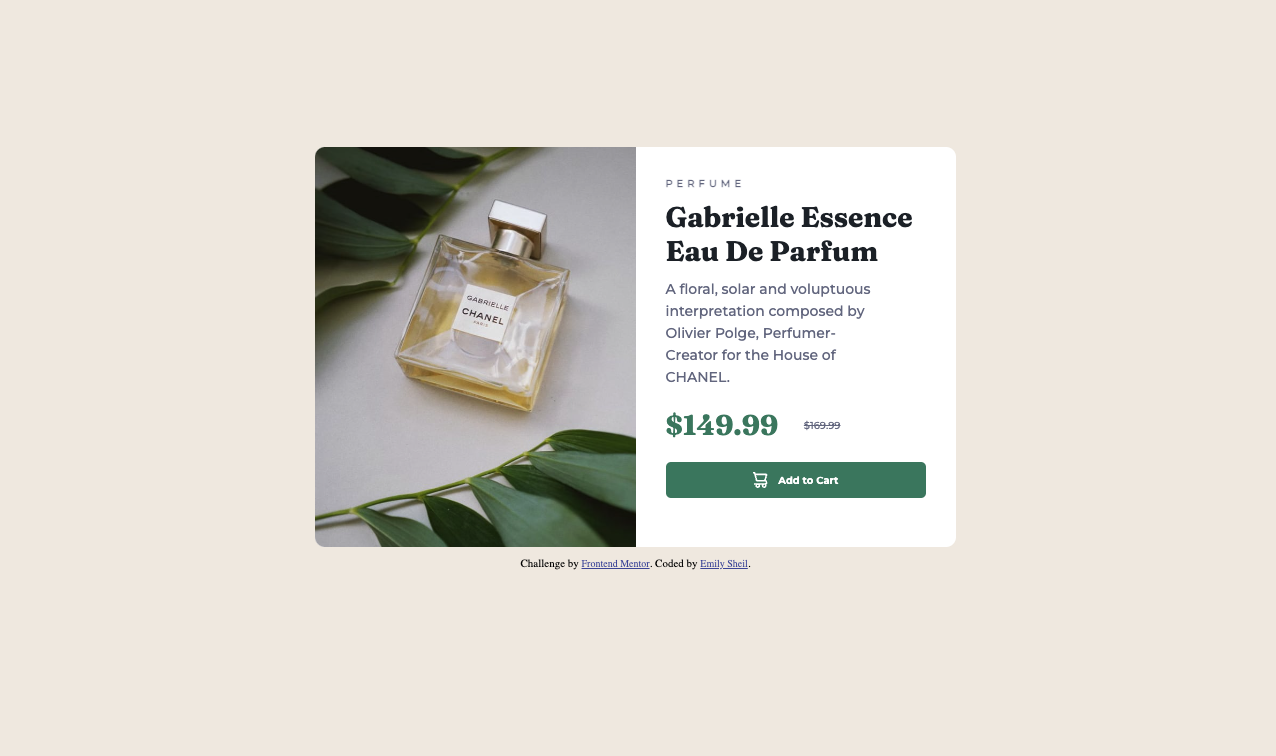 GABRIELLE
CHANEL
PARIS
PERFUME
Gabrielle Essence
Eau De Parfum
A floral, solar and voluptuous
interpretation composed by
Olivier Polge, Perfumer-
Creator for the House of
CHANEL.
$149.99 $169.99
Add to Cart
Challenge by Frontend Mentor. Coded by Emily Sheil.